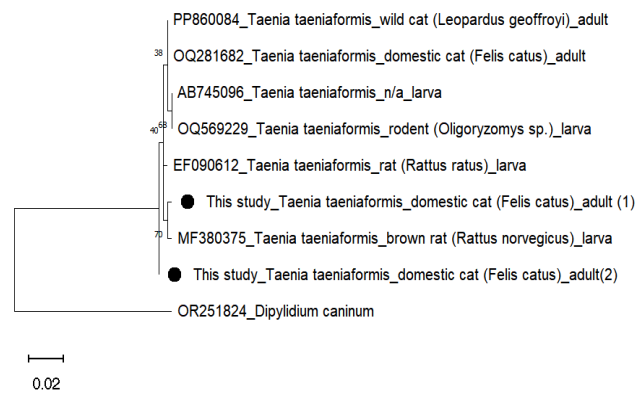 PP860084_Taenia taeniaformis_wild cat (Leopardus geoffroyi)_adult
38
OQ281682_Taenia taeniaformis_domestic cat (Felis catus)_adult
AB745096_Taenia taeniaformis_n/a_larva
40
68
OQ569229_Taenia taeniaformis_rodent (Oligoryzomys sp.)_larva
EF090612_Taenia taeniaformis_rat (Rattus ratus)_larva
This study_Taenia taeniaformis_domestic cat (Felis catus)_adult (1)
70
MF380375_Taenia taeniaformis_brown rat (Rattus norvegicus)_larva
This study_Taenia taeniaformis_domestic cat (Felis catus)_adult(2)
OR251824_Dipylidium caninum
0.02